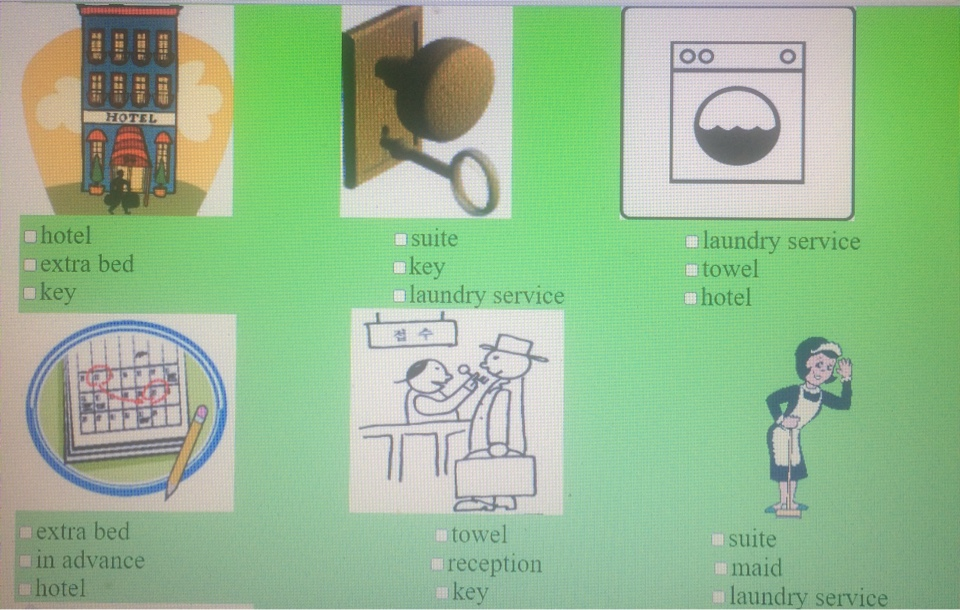 HOTEL
hotel
extra bed
key
suite
key
laundry service
laundry service
towel
hotel
접수
extra bed
in advance
hotel
towel
reception
key
suite
maid
laundry service